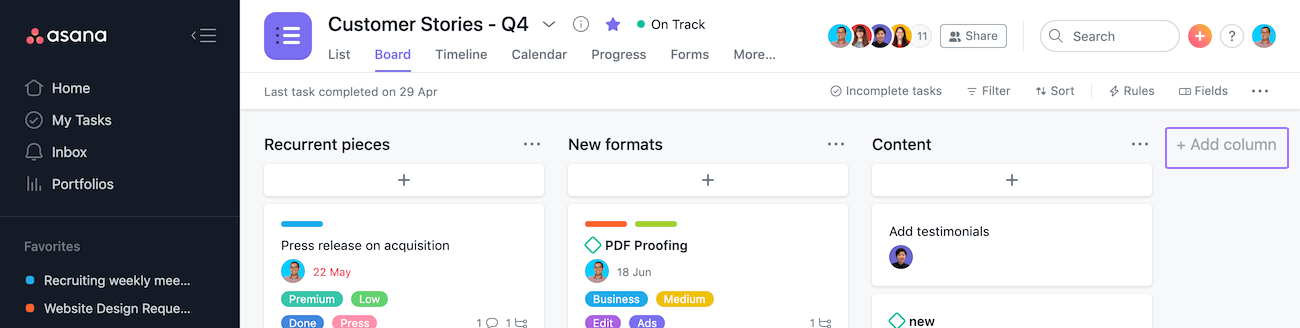 asana
Home
My Tasks
Inbox
Portfolios
Favorites
Recruiting weekly mee...
Website Design Reque...
Customer Stories - Q4
On Track
11
Share
Search
?
List Board Timeline Calendar Progress Forms More...
Last task completed on 29 Apr
Incomplete tasks Filter Sort Rules Fields
Recurrent pieces
+
Press release on acquisition
22 May
Premium Low
Done Press 1 1
New formats
+
PDF Proofing
18 Jun
Business Medium
Edit Ads 1
Content
+
Add testimonials
new
+ Add column